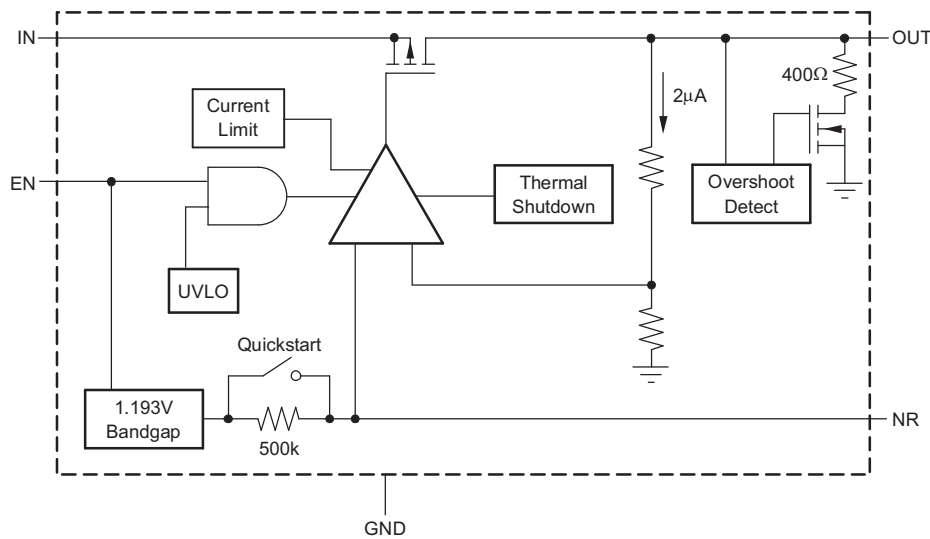 IN
OUT
400Ω
2μA
Current
Limit
EN
Thermal
Shutdown
Overshoot
Detect
UVLO
Quickstart
1.193V
Bandgap
500k
NR
GND